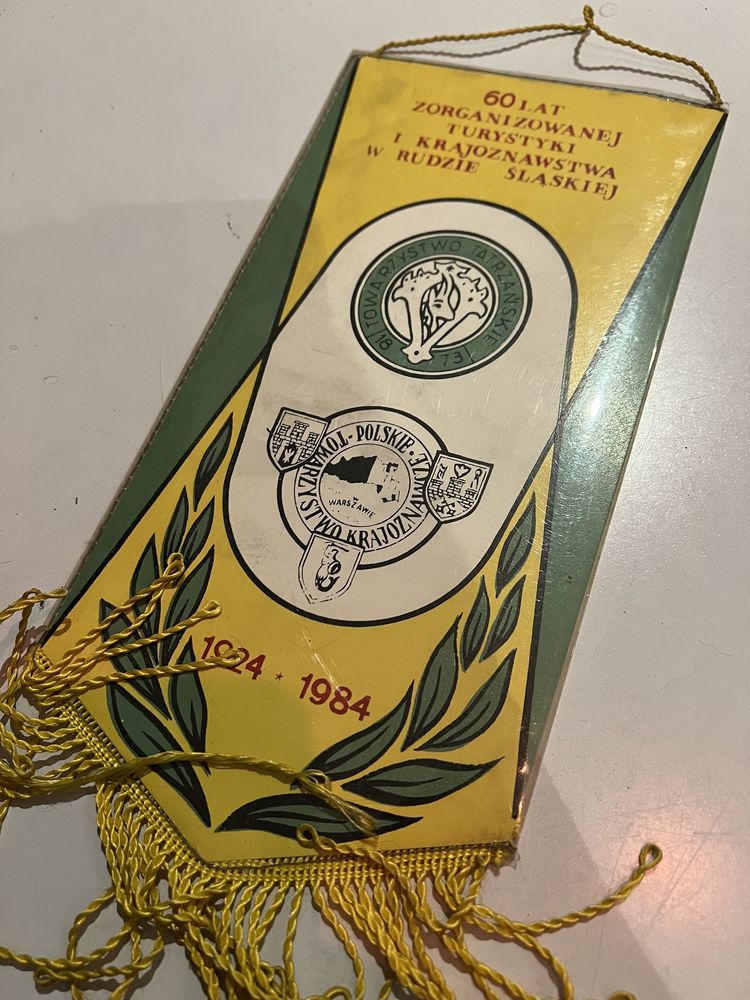 60 LAT
ZORGANIZOWANEJ
TURYSTYKI
I KRAJOZNAWSTWA
W RUDZIE ŚLĄSKIEJ
TOWARZYSTWO TATRZAŃSKIE
1873
POLSKIE · TOWARZYSTWO KRAJOZNAWCZE ·
W WARSZAWIE
1924 * 1984